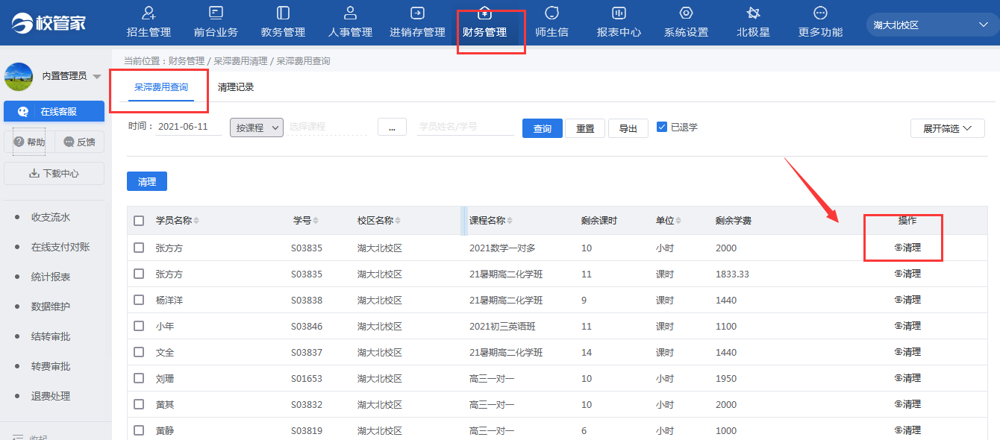 校管家
招生管理 前台业务 教务管理 人事管理 进销存管理 财务管理 师生信 报表中心 系统设置 北极星 更多功能 湖大北校区
内置管理员
在线客服
帮助 反馈
下载中心
收支流水
在线支付对账
统计报表
数据维护
结转审批
转费审批
退费处理
收起
当前位置：财务管理 / 呆滞费用清理 / 呆滞费用查询
呆滞费用查询 清理记录
时间： 2021-06-11 按课程 选择课程 ... 学员姓名/学号 查询 重置 导出 已退学 展开筛选
清理
学员名称 学号 校区名称 课程名称 剩余课时 单位 剩余学费 操作
张方方 S03835 湖大北校区 2021数学一对多 10 小时 2000 清理
张方方 S03835 湖大北校区 21暑期高二化学班 11 课时 1833.33 清理
杨洋洋 S03838 湖大北校区 21暑期高二化学班 9 课时 1440 清理
小年 S03846 湖大北校区 2021初三英语班 11 课时 1100 清理
文全 S03837 湖大北校区 21暑期高二化学班 14 课时 1440 清理
刘珊 S01653 湖大北校区 高三一对一 10 小时 1950 清理
黄其 S03832 湖大北校区 高三一对一 10 小时 2000 清理
黄静 S03819 湖大北校区 高三一对一 6 小时 1000 清理